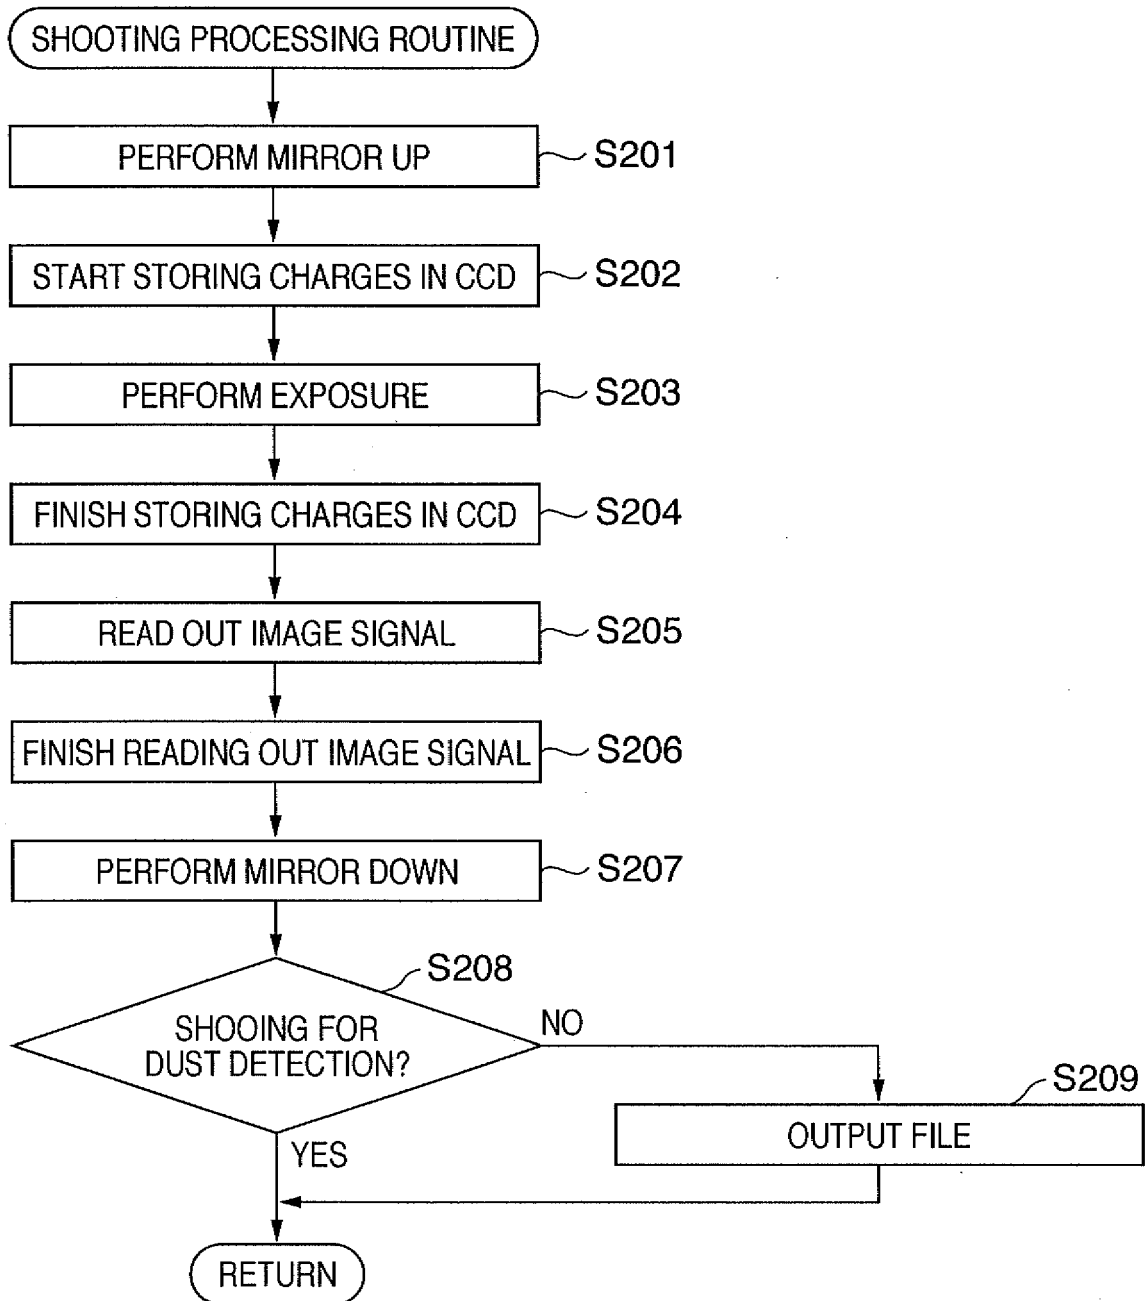 SHOOTING PROCESSING ROUTINE
PERFORM MIRROR UP
S201
START STORING CHARGES IN CCD
S202
PERFORM EXPOSURE
S203
FINISH STORING CHARGES IN CCD
S204
READ OUT IMAGE SIGNAL
S205
FINISH READING OUT IMAGE SIGNAL
S206
PERFORM MIRROR DOWN
S207
S208
SHOOING FOR
DUST DETECTION?
NO
S209
OUTPUT FILE
YES
RETURN